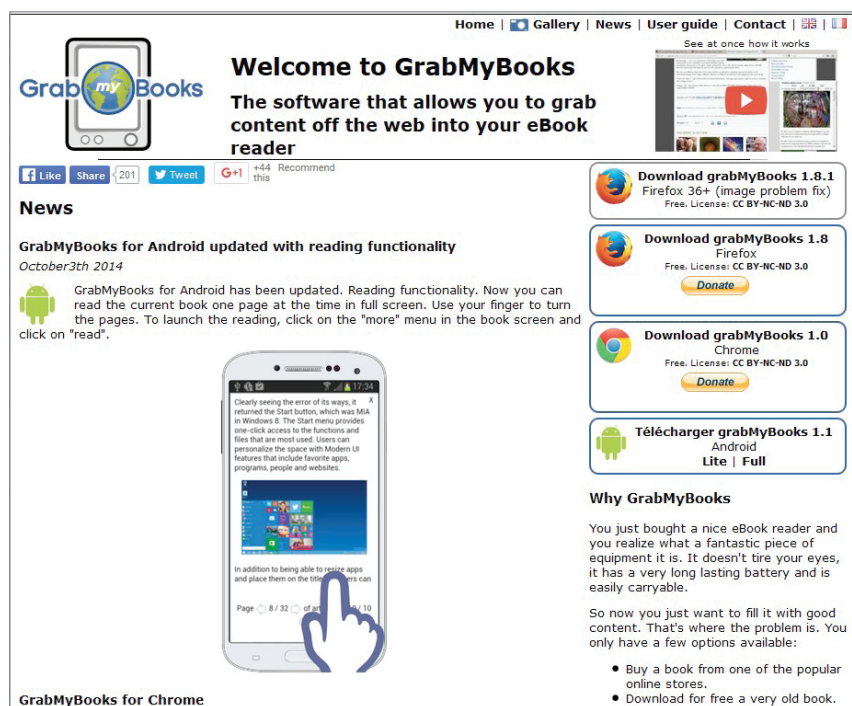 Home | Gallery | News | User guide | Contact |
See at once how it works
Grab my Books
Welcome to GrabMyBooks
The software that allows you to grab
content off the web into your eBook
reader
Like Share 201 Tweet G+1 +44 Recommend
this
News
GrabMyBooks for Android updated with reading functionality
October3th 2014
GrabMyBooks for Android has been updated. Reading functionality. Now you can
read the current book one page at the time in full screen. Use your finger to turn
the pages. To launch the reading, click on the "more" menu in the book screen and
click on "read".
17:34
Clearly seeing the error of its ways, it X
returned the Start button, which was MIA
in Windows 8. The Start menu provides
one-click access to the functions and
files that are most used. Users can
personalize the space with Modern UI
features that include favorite apps,
programs, people and websites.
In addition to being able to resize apps
and place them on the title ers can
Page 8 / 32 of art / 10
GrabMyBooks for Chrome
Download grabMyBooks 1.8.1
Firefox 36+ (image problem fix)
Free. License: CC BY-NC-ND 3.0
Download grabMyBooks 1.8
Firefox
Free. License: CC BY-NC-ND 3.0
Donate
Download grabMyBooks 1.0
Chrome
Free. License: CC BY-NC-ND 3.0
Donate
Télécharger grabMyBooks 1.1
Android
Lite | Full
Why GrabMyBooks
You just bought a nice eBook reader and
you realize what a fantastic piece of
equipment it is. It doesn't tire your eyes,
it has a very long lasting battery and is
easily carryable.
So now you just want to fill it with good
content. That's where the problem is. You
only have a few options available:
• Buy a book from one of the popular
online stores.
• Download for free a very old book.